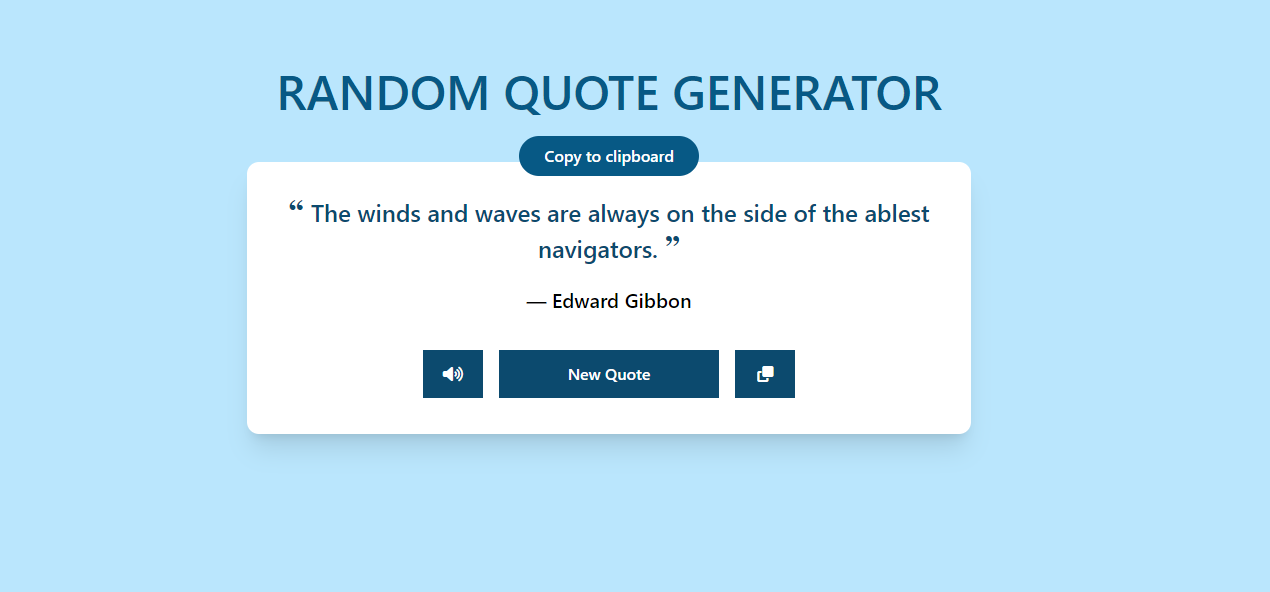 RANDOM QUOTE GENERATOR
Copy to clipboard
“ The winds and waves are always on the side of the ablest
navigators. ”
— Edward Gibbon
New Quote